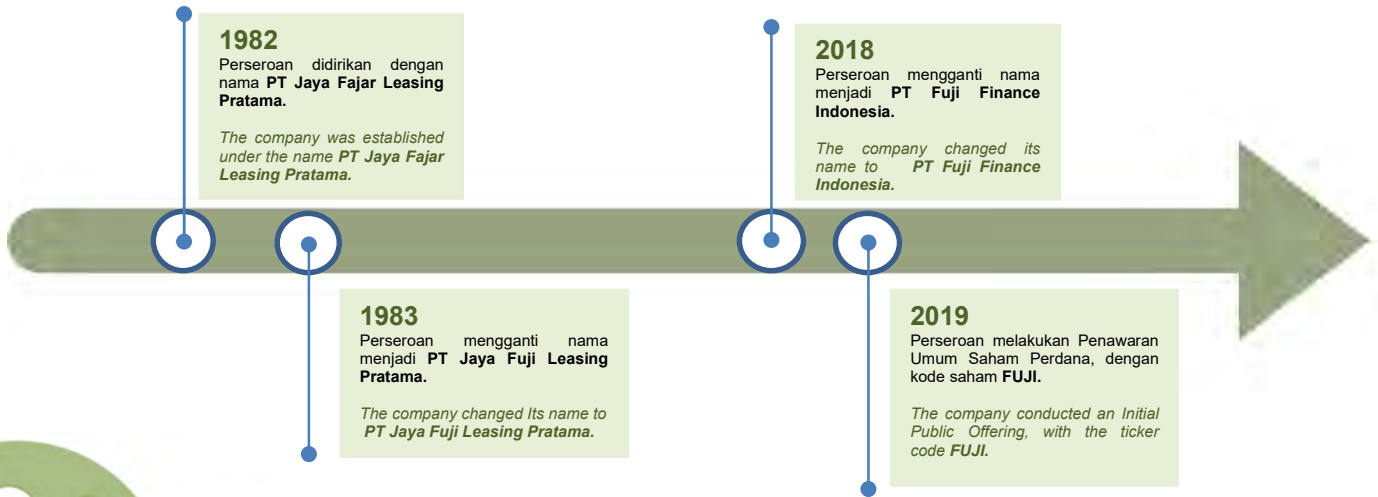 1982
Perseroan didirikan dengan
nama PT Jaya Fajar Leasing
Pratama.
The company was established
under the name PT Jaya Fajar
Leasing Pratama.
1983
Perseroan mengganti nama
menjadi PT Jaya Fuji Leasing
Pratama.
The company changed Its name to
PT Jaya Fuji Leasing Pratama.
2018
Perseroan mengganti nama
menjadi PT Fuji Finance
Indonesia.
The company changed its
name to PT Fuji Finance
Indonesia.
2019
Perseroan melakukan Penawaran
Umum Saham Perdana, dengan
kode saham FUJI.
The company conducted an Initial
Public Offering, with the ticker
code FUJI.